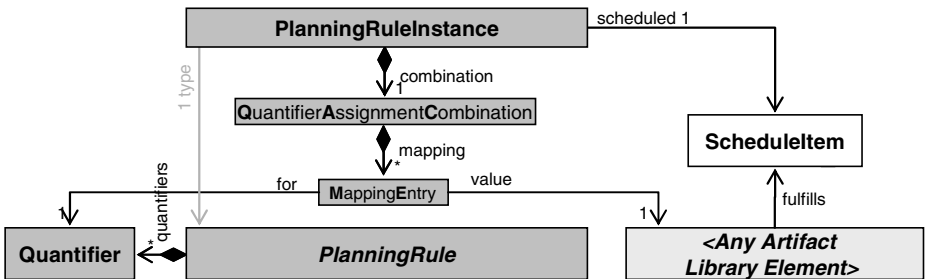 PlanningRuleInstance
scheduled 1
1 type
combination
1
QuantifierAssignmentCombination
mapping
*
ScheduleItem
for
MappingEntry
value
quantifiers
fulfills
1
1
*
Quantifier
PlanningRule
<Any Artifact
Library Element>